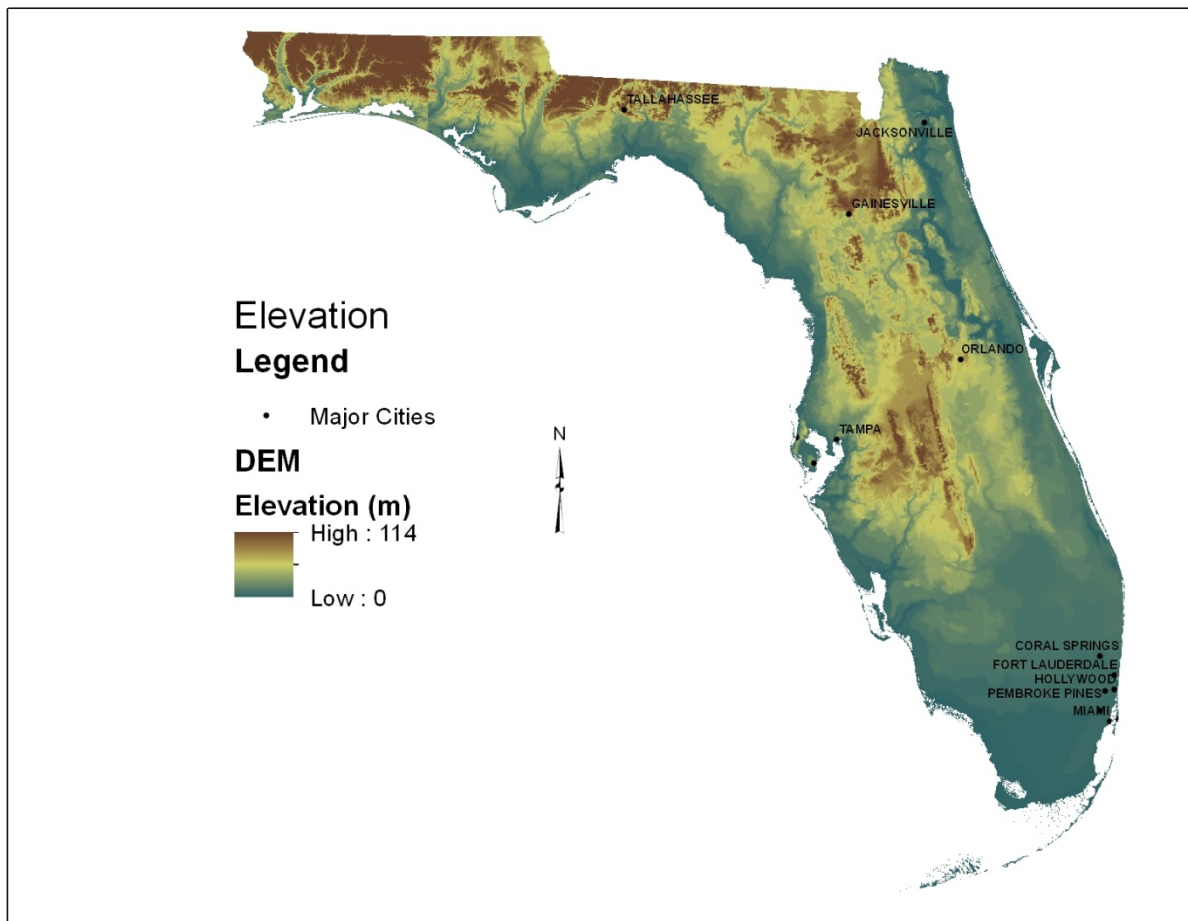 TALLAHASSEE
JACKSONVILLE
GAINESVILLE
ORLANDO
TAMPA
CORAL SPRINGS
FORT LAUDERDALE
HOLLYWOOD
PEMBROKE PINES
MIAMI
Elevation
Legend
Major Cities
DEM
Elevation (m)
High : 114
Low : 0
N